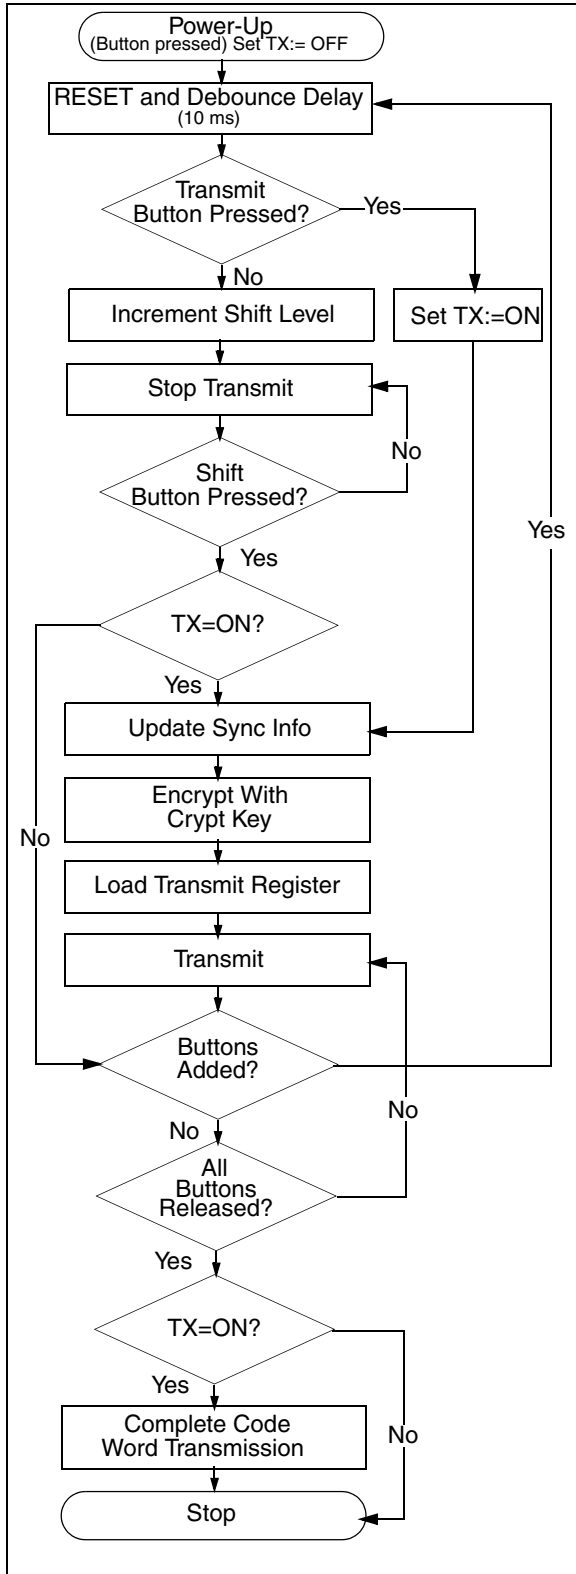 Power-Up
(Button pressed) Set TX:= OFF
RESET and Debounce Delay
(10 ms)
Transmit
Button Pressed?
Yes
No
Increment Shift Level
Set TX:=ON
Stop Transmit
No
Shift
Button Pressed?
Yes
Yes
TX=ON?
Yes
Update Sync Info
Encrypt With
Crypt Key
No
Load Transmit Register
Transmit
Buttons
Added?
No
No
All
Buttons
Released?
Yes
TX=ON?
Yes
Complete Code
Word Transmission
No
Stop